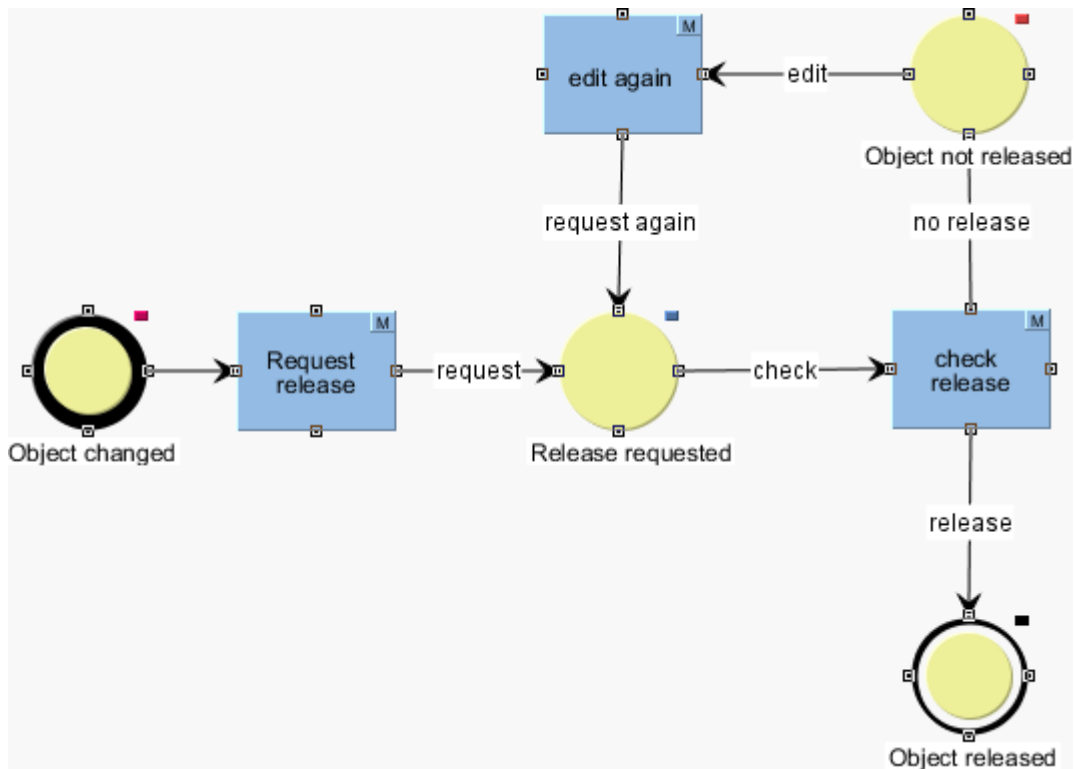 M
edit again
edit
Object not released
request again
no release
M
Request
release
request
check
M
check
release
Object changed
Release requested
release
Object released